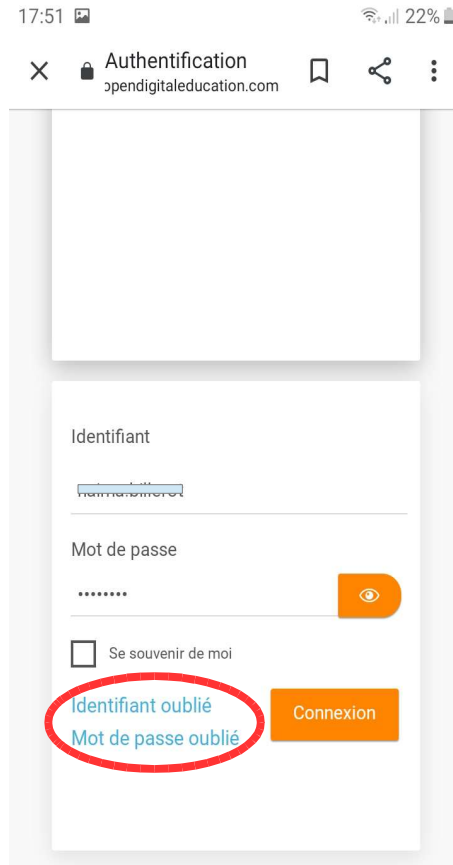 17:51 22%
Authentification
opendigitaleducation.com
Identifiant
Mot de passe
••••••••
Se souvenir de moi
Identifiant oublié
Mot de passe oublié
Connexion